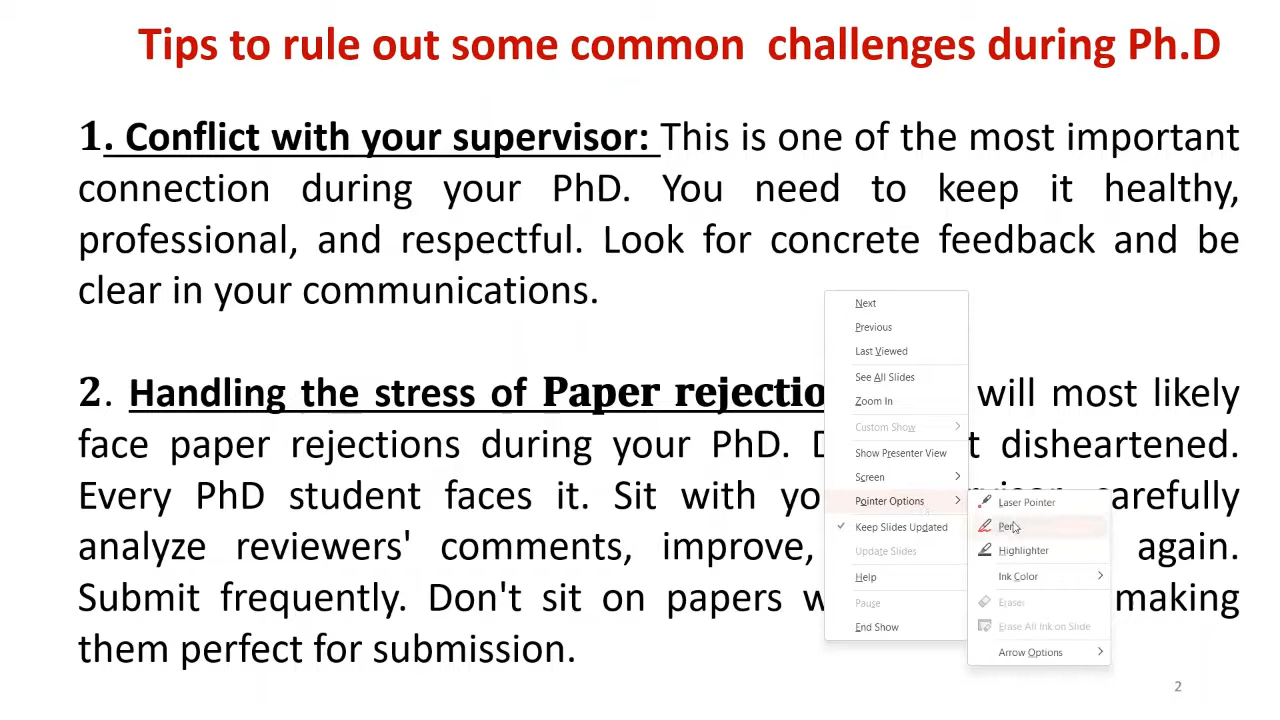 Tips to rule out some common challenges during Ph.D
1. Conflict with your supervisor: This is one of the most important
connection during your PhD. You need to keep it healthy,
professional, and respectful. Look for concrete feedback and be
clear in your communications.
2. Handling the stress of Paper rejectio will most likely
face paper rejections during your PhD. D t disheartened.
Every PhD student faces it. Sit with yo carefully
analyze reviewers' comments, improve, again.
Submit frequently. Don't sit on papers w making
them perfect for submission.
Next
Previous
Last Viewed
See All Slides
Zoom In
Custom Show
Show Presenter View
Screen
Pointer Options
Keep Slides Updated
Update Slides
Help
Pause
End Show
Laser Pointer
Pen
Highlighter
Ink Color
Eraser
Erase All Ink on Slide
Arrow Options
2